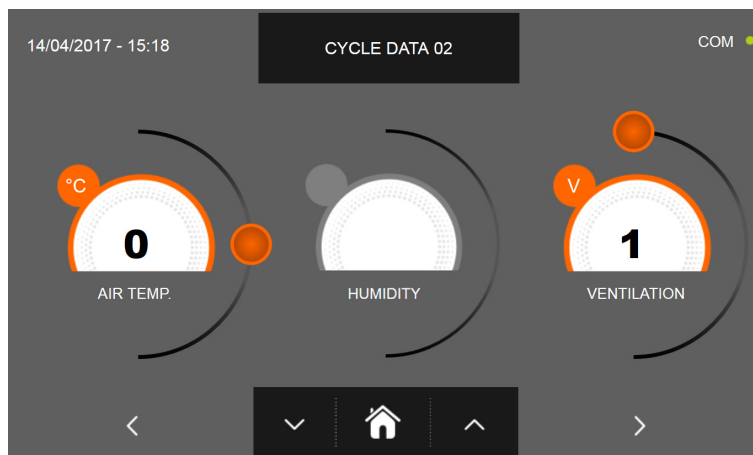 14/04/2017 - 15:18
CYCLE DATA 02
COM
°C
V
0
1
AIR TEMP.
HUMIDITY
VENTILATION